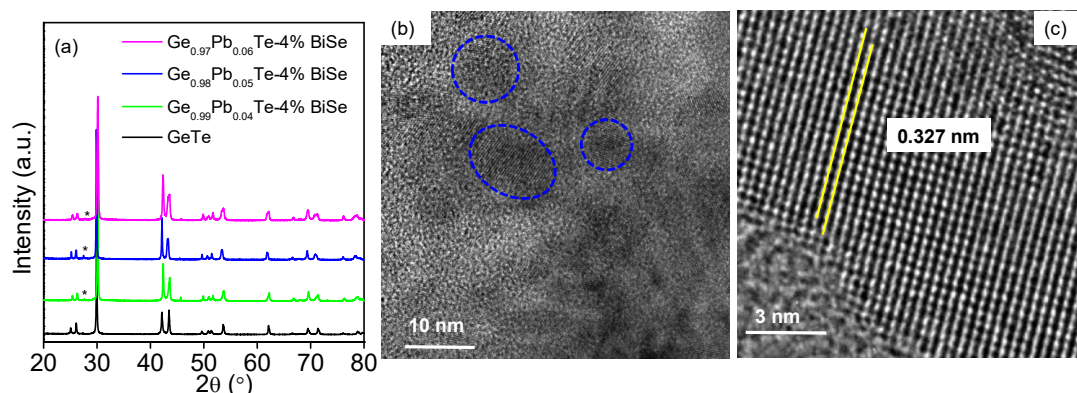 (a)
Ge0.97Pb0.06Te-4% BiSe
Ge0.98Pb0.05Te-4% BiSe
Ge0.99Pb0.04Te-4% BiSe
GeTe
*
*
*
Intensity (a.u.)
20 30 40 50 60 70 80
2θ (°)
(b)
10 nm
(c)
0.327 nm
3 nm